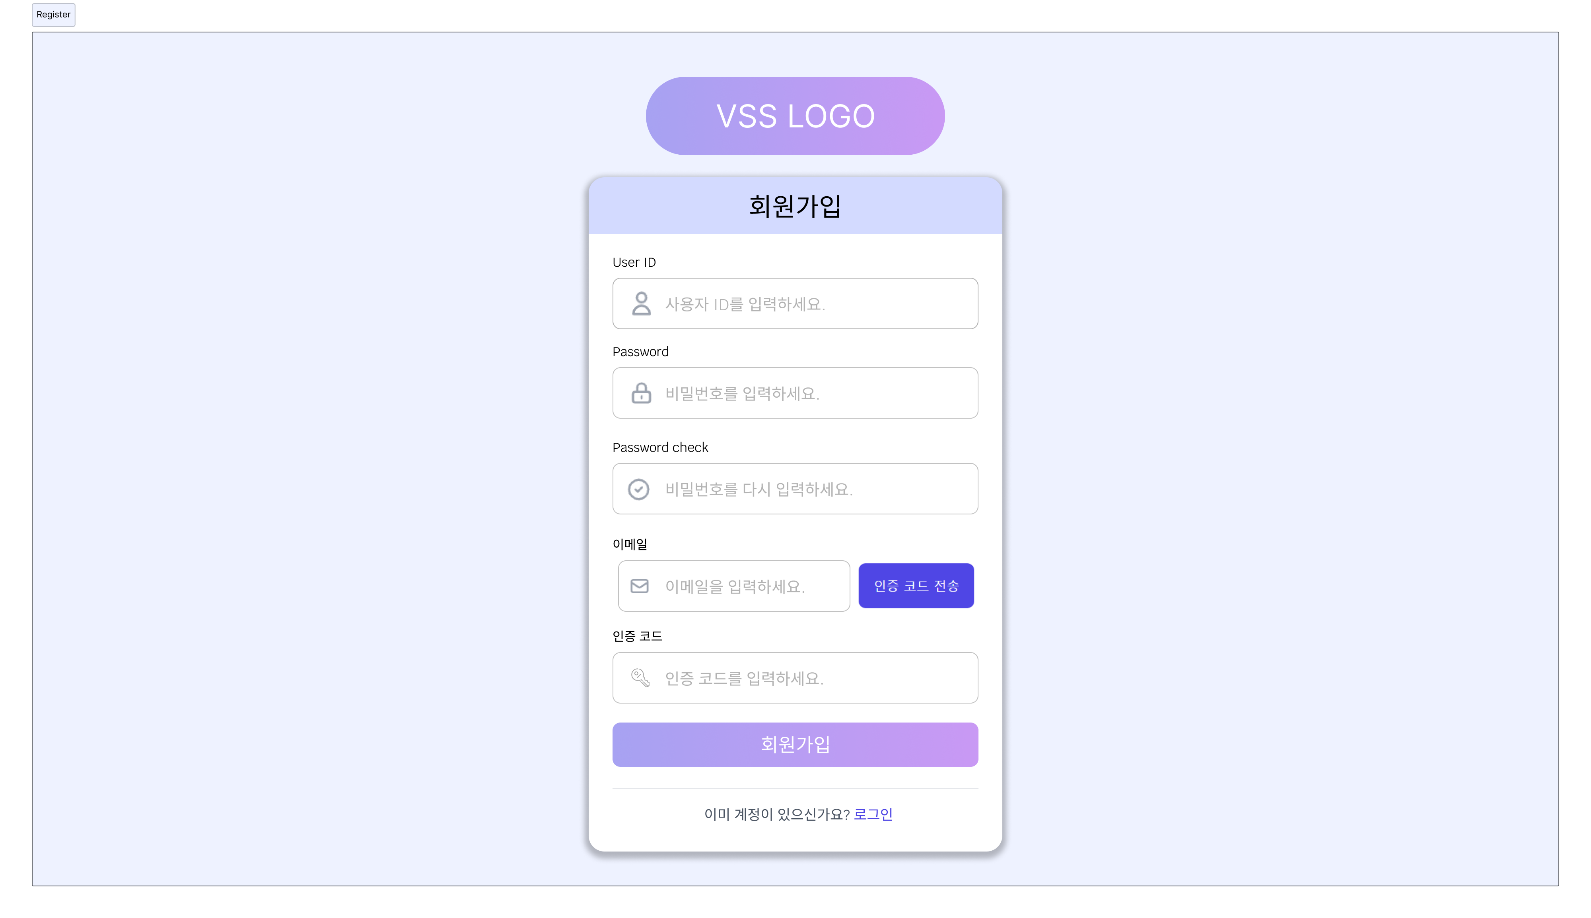 Register
VSS LOGO
회원가입
User ID
사용자 ID를 입력하세요.
Password
비밀번호를 입력하세요.
Password check
비밀번호를 다시 입력하세요.
이메일
이메일을 입력하세요.
인증 코드 전송
인증 코드
인증 코드를 입력하세요.
회원가입
이미 계정이 있으신가요? 로그인